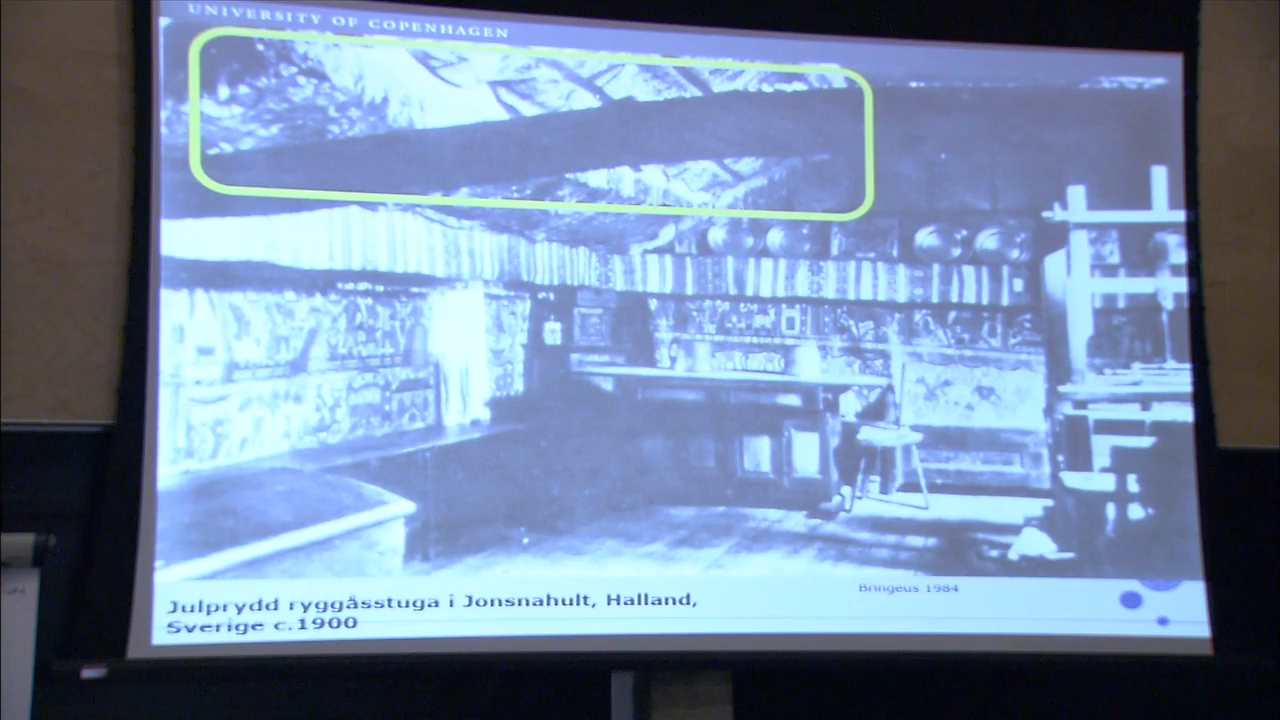 UNIVERSITY OF COPENHAGEN
Bringeus 1984
Julprydd ryggåsstuga i Jonsnahult, Halland,
Sverige c.1900